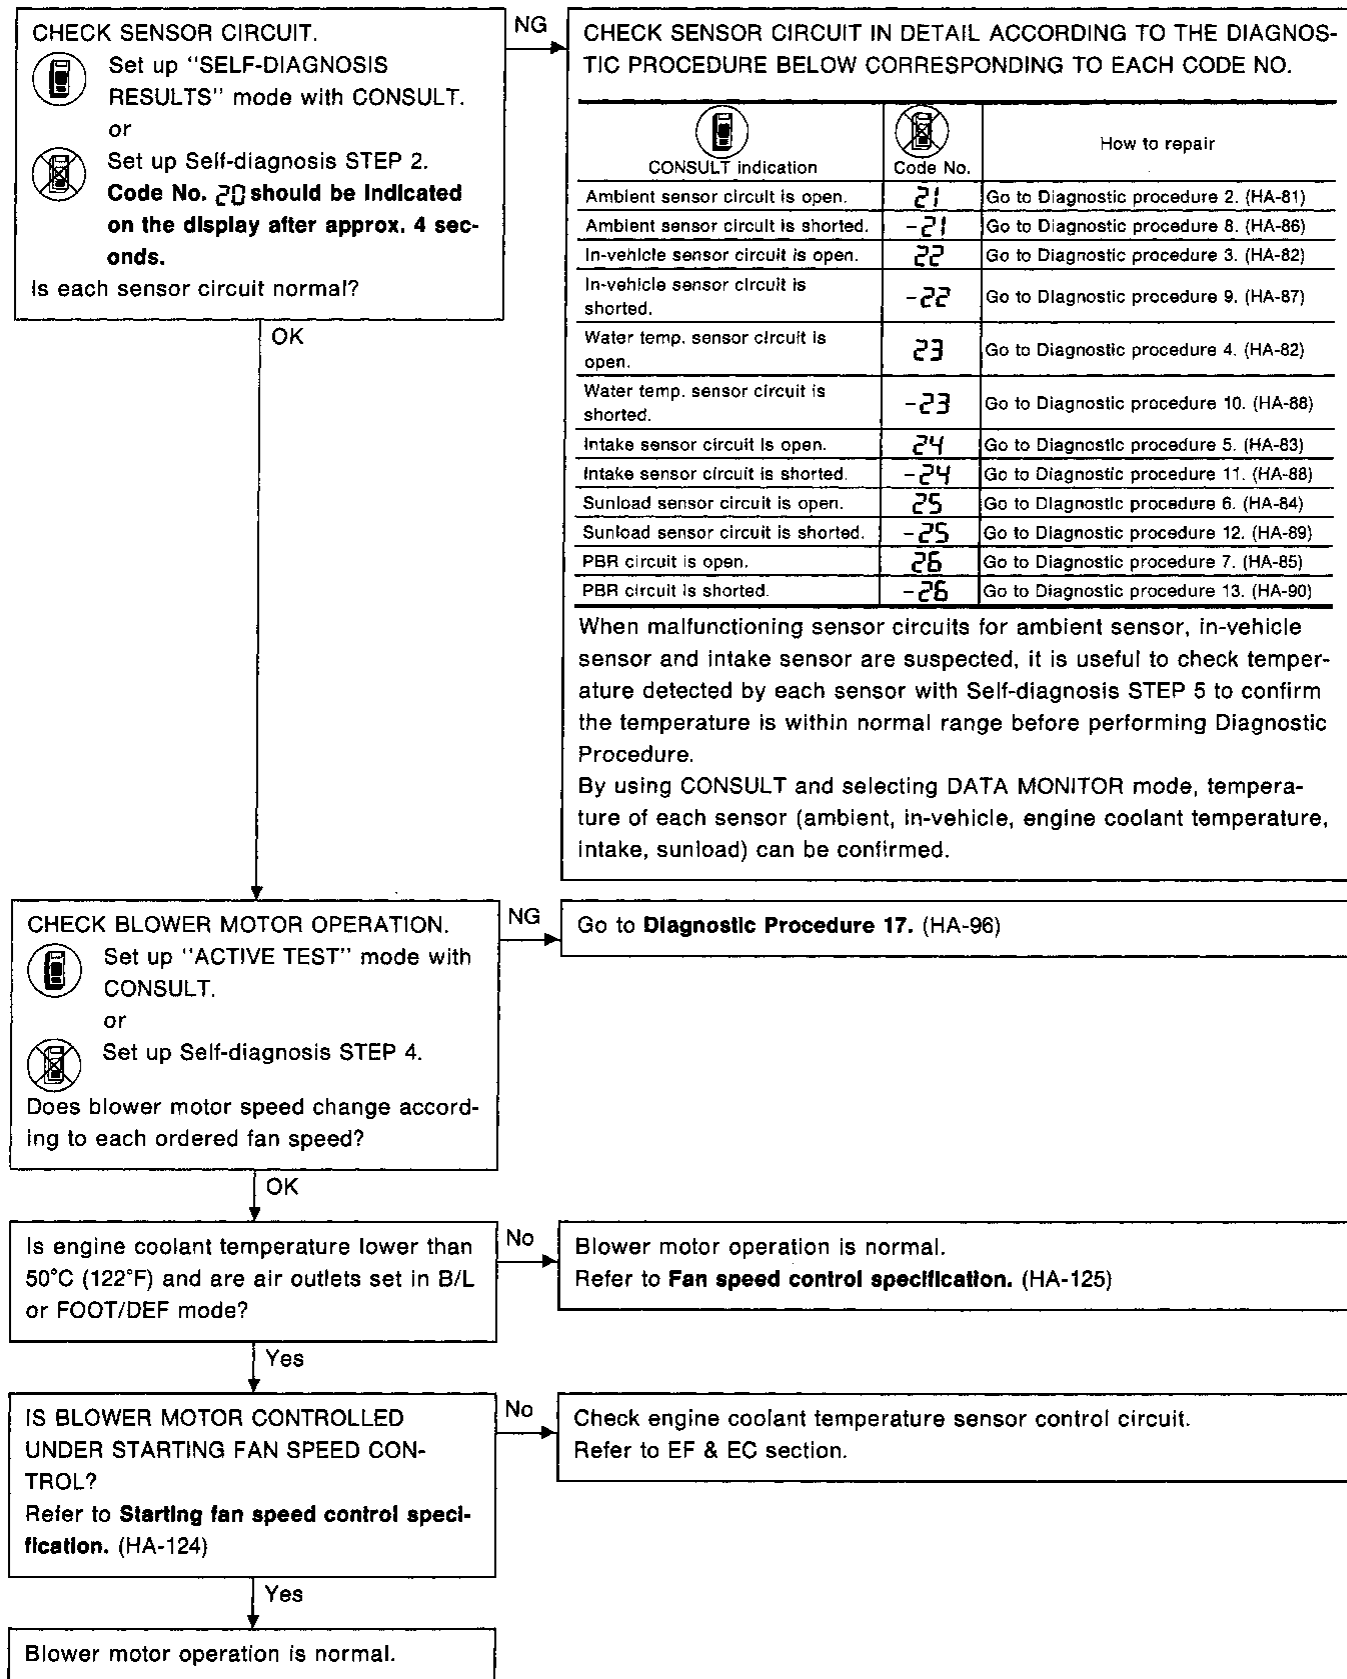 CHECK SENSOR CIRCUIT.
Set up "SELF-DIAGNOSIS
RESULTS" mode with CONSULT.
or
Set up Self-diagnosis STEP 2.
Code No. 20 should be indicated
on the display after approx. 4 sec-
onds.
Is each sensor circuit normal?
NG
OK
CHECK SENSOR CIRCUIT IN DETAIL ACCORDING TO THE DIAGNOS-
TIC PROCEDURE BELOW CORRESPONDING TO EACH CODE NO.
CONSULT indication Code No. How to repair
Ambient sensor circuit is open. 21 Go to Diagnostic procedure 2. (HA-81)
Ambient sensor circuit is shorted. -21 Go to Diagnostic procedure 8. (HA-86)
In-vehicle sensor circuit is open. 22 Go to Diagnostic procedure 3. (HA-82)
In-vehicle sensor circuit is
shorted. -22 Go to Diagnostic procedure 9. (HA-87)
Water temp. sensor circuit is
open. 23 Go to Diagnostic procedure 4. (HA-82)
Water temp. sensor circuit is
shorted. -23 Go to Diagnostic procedure 10. (HA-88)
Intake sensor circuit is open. 24 Go to Diagnostic procedure 5. (HA-83)
Intake sensor circuit is shorted. -24 Go to Diagnostic procedure 11. (HA-88)
Sunload sensor circuit is open. 25 Go to Diagnostic procedure 6. (HA-84)
Sunload sensor circuit is shorted. -25 Go to Diagnostic procedure 12. (HA-89)
PBR circuit is open. 26 Go to Diagnostic procedure 7. (HA-85)
PBR circuit is shorted. -26 Go to Diagnostic procedure 13. (HA-90)
When malfunctioning sensor circuits for ambient sensor, in-vehicle
sensor and intake sensor are suspected, it is useful to check temper-
ature detected by each sensor with Self-diagnosis STEP 5 to confirm
the temperature is within normal range before performing Diagnostic
Procedure.
By using CONSULT and selecting DATA MONITOR mode, tempera-
ture of each sensor (ambient, in-vehicle, engine coolant temperature,
intake, sunload) can be confirmed.
CHECK BLOWER MOTOR OPERATION.
Set up "ACTIVE TEST" mode with
CONSULT.
or
Set up Self-diagnosis STEP 4.
Does blower motor speed change accord-
ing to each ordered fan speed?
NG
Go to Diagnostic Procedure 17. (HA-96)
OK
Is engine coolant temperature lower than
50°C (122°F) and are air outlets set in B/L
or FOOT/DEF mode?
No
Blower motor operation is normal.
Refer to Fan speed control specification. (HA-125)
Yes
IS BLOWER MOTOR CONTROLLED
UNDER STARTING FAN SPEED CON-
TROL?
Refer to Starting fan speed control speci-
fication. (HA-124)
No
Check engine coolant temperature sensor control circuit.
Refer to EF & EC section.
Yes
Blower motor operation is normal.